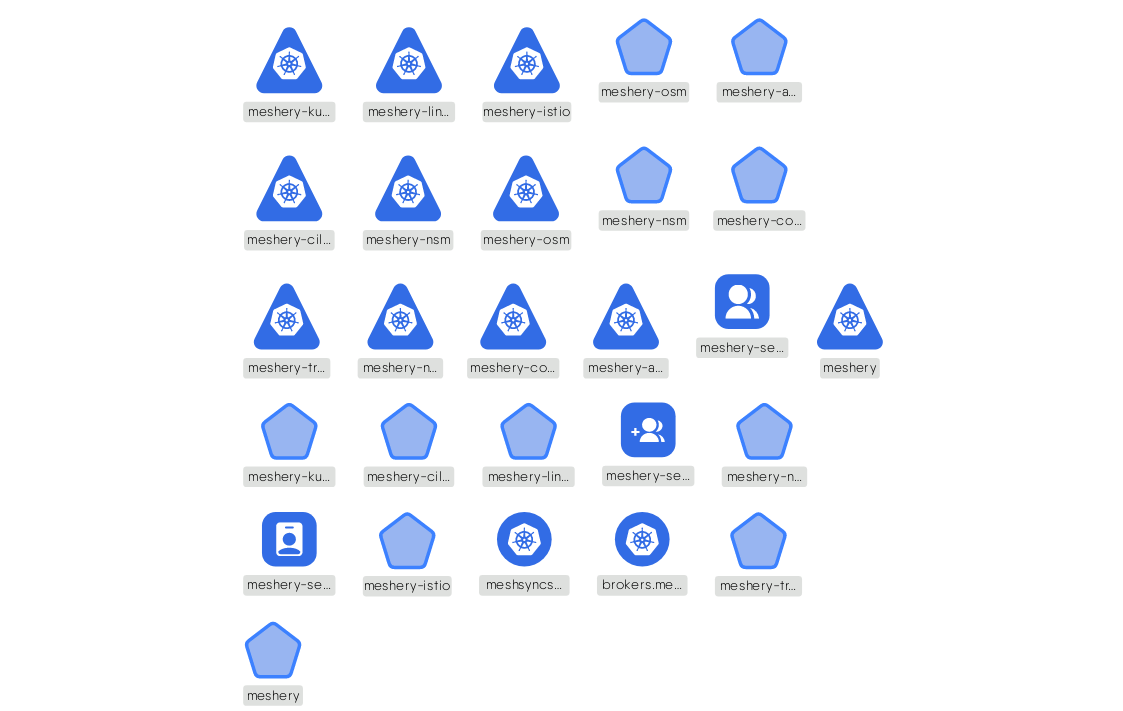 meshery-ku...
meshery-lin...
meshery-istio
meshery-osm
meshery-a...
meshery-cil...
meshery-nsm
meshery-osm
meshery-nsm
meshery-co...
meshery-tr...
meshery-n...
meshery-co...
meshery-a...
meshery-se...
meshery
meshery-ku...
meshery-cil...
meshery-lin...
meshery-se...
meshery-n...
meshery-se...
meshery-istio
meshsyncs...
brokers.me...
meshery-tr...
meshery